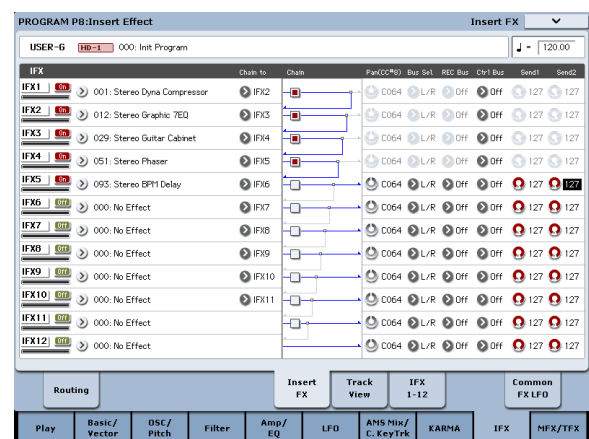 PROGRAM P8:Insert Effect Insert FX
USER-G HD-1 000: Init Program ♩ = 120.00
IFX Chain to Chain Pan(CC#8) Bus Sel. REC Bus Ctrl Bus Send1 Send2
IFX1 On 001: Stereo Dyna Compressor IFX2 C064 L/R Off Off 127 127
IFX2 On 012: Stereo Graphic 7EQ IFX3 C064 L/R Off Off 127 127
IFX3 On 029: Stereo Guitar Cabinet IFX4 C064 L/R Off Off 127 127
IFX4 On 051: Stereo Phaser IFX5 C064 L/R Off Off 127 127
IFX5 On 093: Stereo BPM Delay IFX6 C064 L/R Off Off 127 127
IFX6 Off 000: No Effect IFX7 C064 L/R Off Off 127 127
IFX7 Off 000: No Effect IFX8 C064 L/R Off Off 127 127
IFX8 Off 000: No Effect IFX9 C064 L/R Off Off 127 127
IFX9 Off 000: No Effect IFX10 C064 L/R Off Off 127 127
IFX10 Off 000: No Effect IFX11 C064 L/R Off Off 127 127
IFX11 Off 000: No Effect C064 L/R Off Off 127 127
IFX12 Off 000: No Effect C064 L/R Off Off 127 127
Routing Insert FX Track View IFX 1-12 Common FX LFO
Play Basic/Vector OSC/Pitch Filter Amp/EQ LFO AMS Mix/C.KeyTrk KARMA IFX MFX/TFX